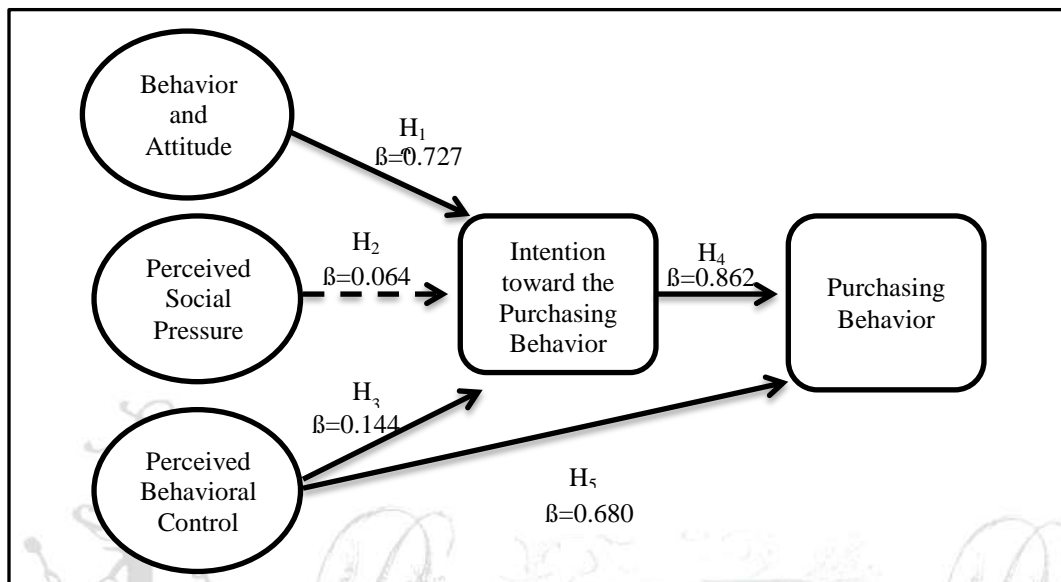 Behavior
and
Attitude
H₁
ß=0.727
Perceived
Social
Pressure
H₂
ß=0.064
Intention
toward the
Purchasing
Behavior
H₄
ß=0.862
Purchasing
Behavior
H₃
ß=0.144
Perceived
Behavioral
Control
H₅
ß=0.680